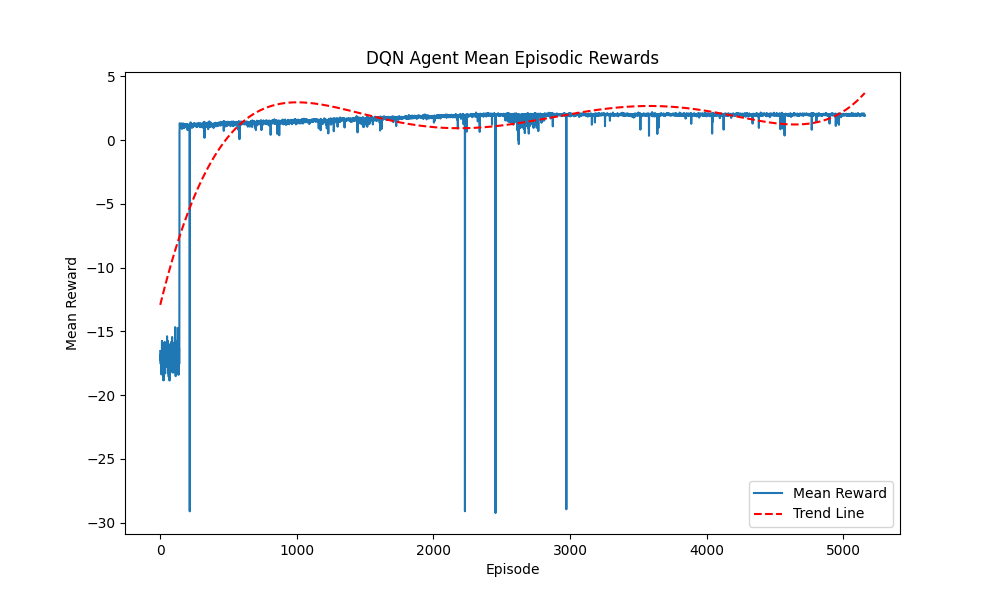 DQN Agent Mean Episodic Rewards
5
0
−5
−10
−15
−20
−25
−30
Mean Reward
0 1000 2000 3000 4000 5000
Episode
Mean Reward
Trend Line